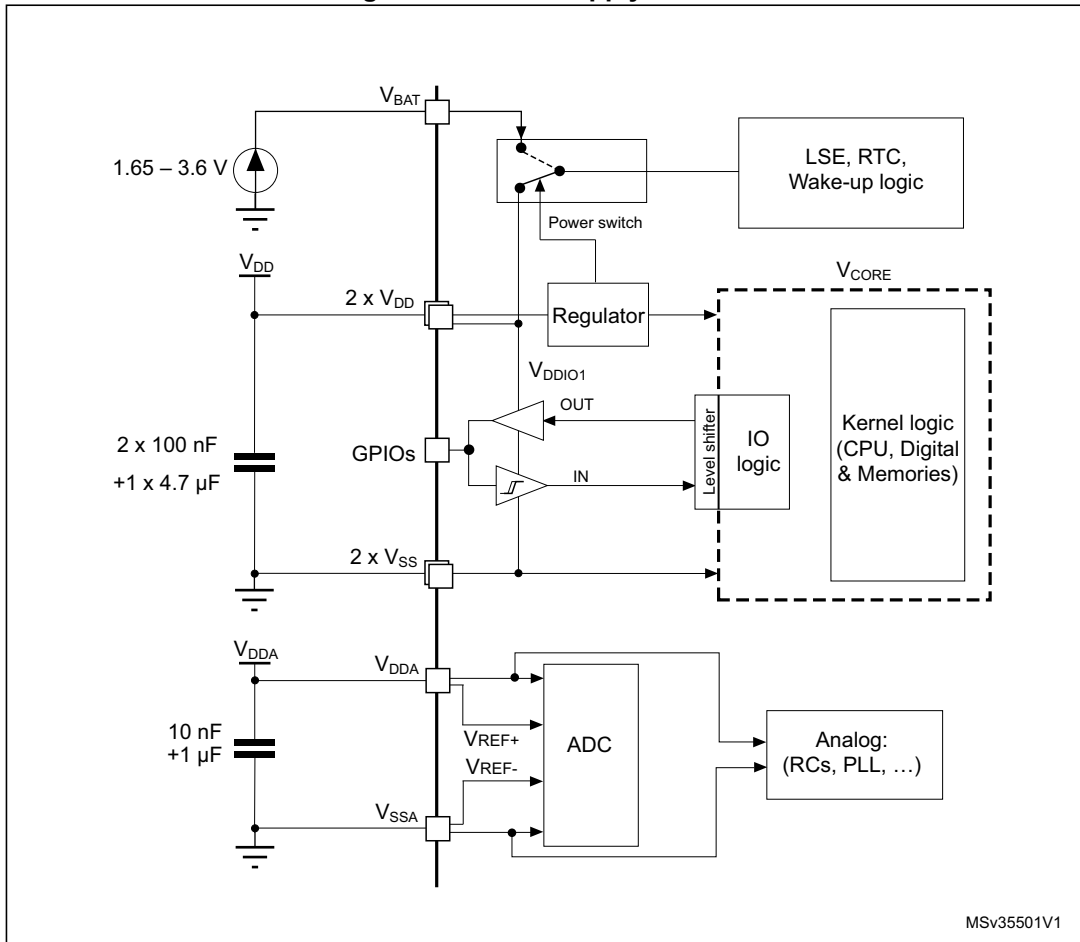 VBAT
1.65 – 3.6 V
LSE, RTC,
Wake-up logic
Power switch
VDD
2 x VDD
Regulator
VCORE
VDDIO1
OUT
GPIOs
IN
Level shifter
IO
logic
Kernel logic
(CPU, Digital
& Memories)
2 x 100 nF
+1 x 4.7 µF
2 x VSS
VDDA
VDDA
10 nF
+1 µF
VREF+
VREF-
ADC
Analog:
(RCs, PLL, …)
VSSA
MSv35501V1